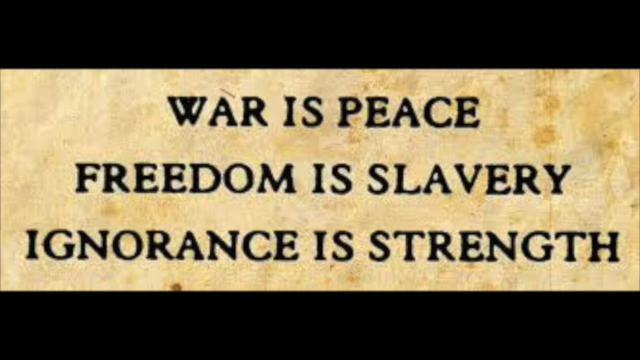 WAR IS PEACE
FREEDOM IS SLAVERY
IGNORANCE IS STRENGTH